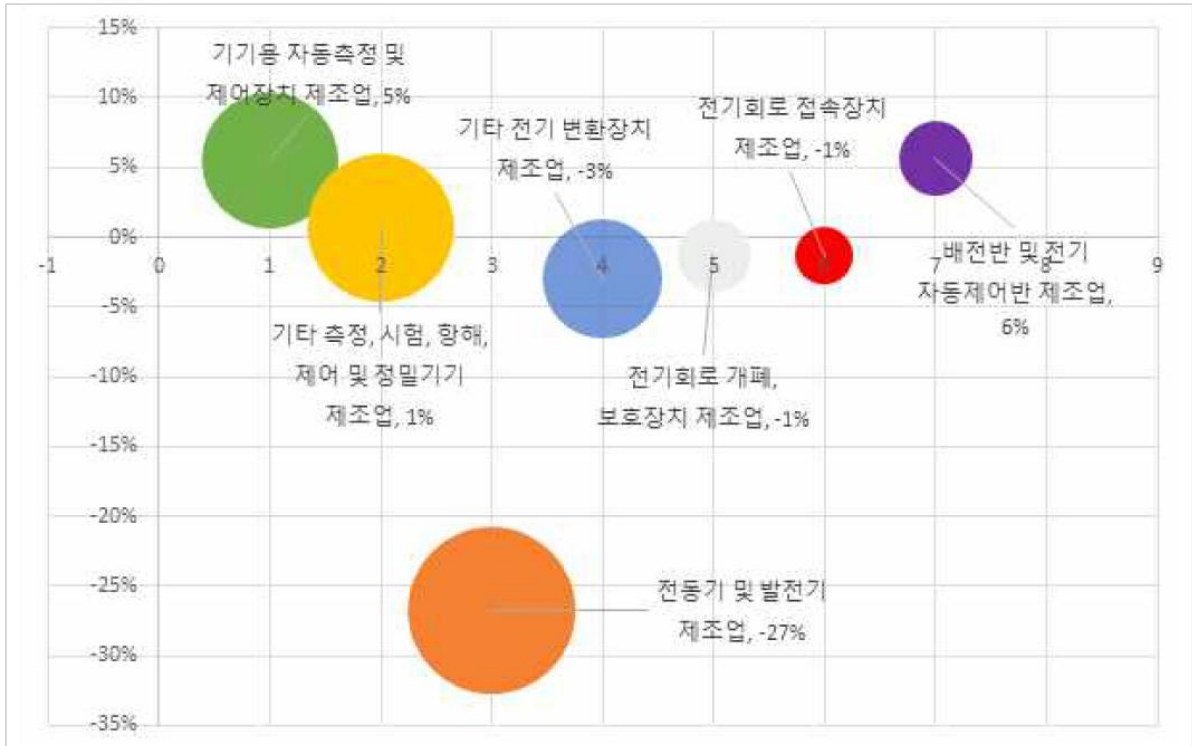 15%
10%
5%
0%
-5%
-10%
-15%
-20%
-25%
-30%
-35%
-1
0
1
2
3
4
5
6
7
8
9
기기용 자동측정 및
제어장치 제조업, 5%
기타 측정, 시험, 항해,
제어 및 정밀기기
제조업, 1%
전동기 및 발전기
제조업, -27%
기타 전기 변환장치
제조업, -3%
전기회로 개폐,
보호장치 제조업, -1%
전기회로 접속장치
제조업, -1%
배전반 및 전기
자동제어반 제조업,
6%